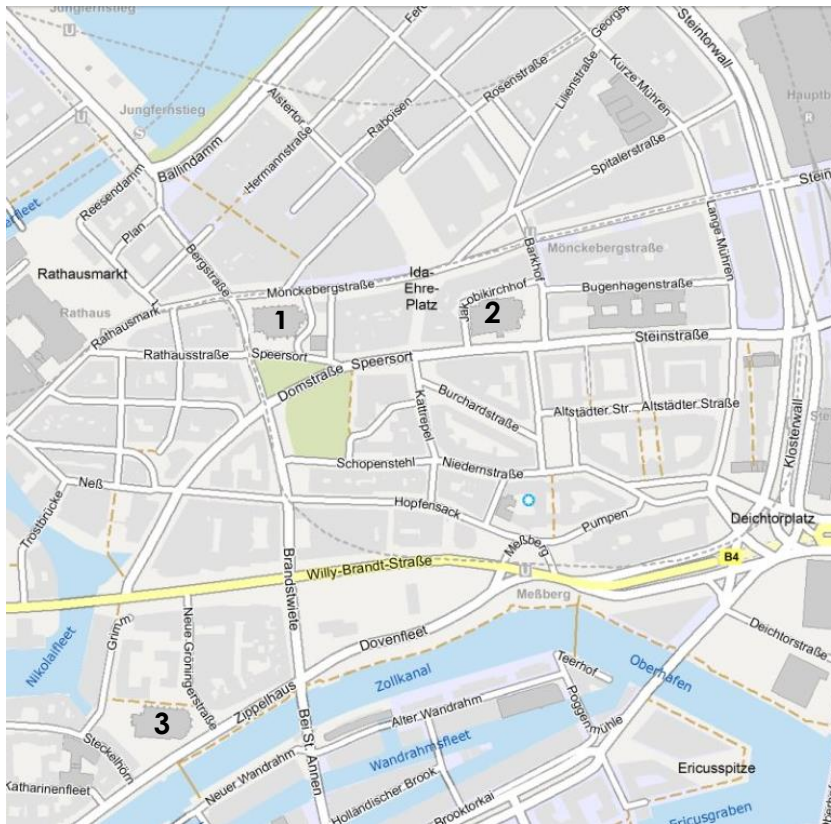 Jungfernstieg
U
Steintorwall
Georgsp
Kurze Mühren
Lilienstraße
Rosenstraße
Hauptb
R
Alstertor
Raboisen
Jungfernstieg
U
S
Hermannstraße
Ballindamm
Spitalerstraße
Steins
Reesendamm
Plan
Lange Mühren
Barkhof
U
Mönckebergstraße
Bergstraße
Rathausmarkt
Ida-
Ehre-
Platz
Mönckebergstraße
Jakobikirchhof
Bugenhagenstraße
Rathaus
1
2
Rathausmark
Steinstraße
Rathausstraße
Speersort
Speersort
Domstraße
Kattrepel
Burchardstraße
Altstädter Str.
Altstädter Straße
Klosterwall
Schopenstehl
Niedernstraße
Neß
Hopfensack
Trostbrücke
Pumpen
Deichtorplatz
Meßberg
Brandstwiete
Willy-Brandt-Straße
B4
U
Meßberg
Neue Gröningerstraße
Grimm
Dovenfleet
Deichtorstraße
Nikolaifleet
Teerhof
Oberhafen
Zollkanal
Zippelhaus
Poggenmühle
3
Alter Wandrahm
Bei St. Annen
Steckelhörn
Wandrahmsfleet
Ericusspitze
Neuer Wandrahm
Katharinenfleet
Holländischer Brook
Brooktorkai
Ericusgraben